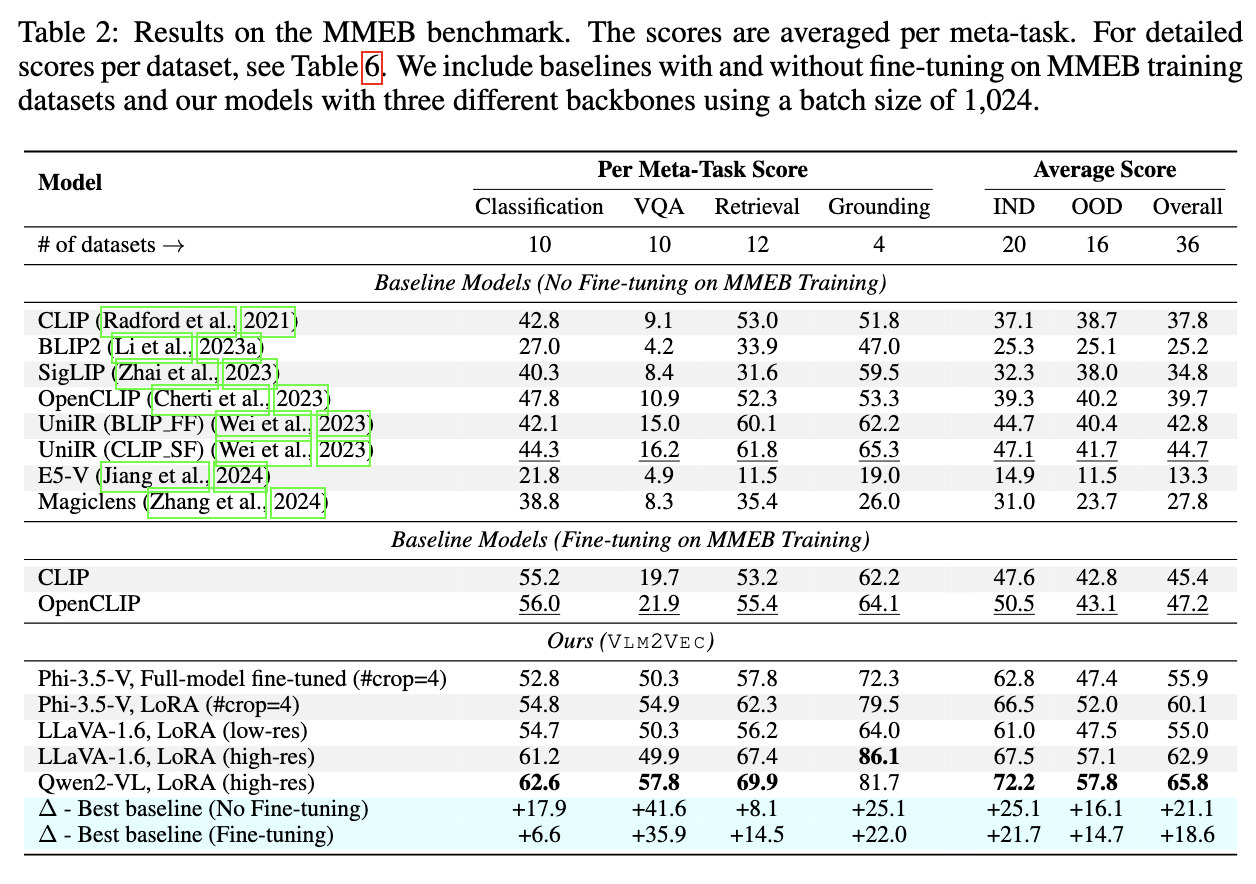 Table 2: Results on the MMEB benchmark. The scores are averaged per meta-task. For detailed
scores per dataset, see Table 6. We include baselines with and without fine-tuning on MMEB training
datasets and our models with three different backbones using a batch size of 1,024.
Model Per Meta-Task Score Average Score
Classification VQA Retrieval Grounding IND OOD Overall
# of datasets → 10 10 12 4 20 16 36
Baseline Models (No Fine-tuning on MMEB Training)
CLIP (Radford et al., 2021) 42.8 9.1 53.0 51.8 37.1 38.7 37.8
BLIP2 (Li et al., 2023a) 27.0 4.2 33.9 47.0 25.3 25.1 25.2
SigLIP (Zhai et al., 2023) 40.3 8.4 31.6 59.5 32.3 38.0 34.8
OpenCLIP (Cherti et al., 2023) 47.8 10.9 52.3 53.3 39.3 40.2 39.7
UniIR (BLIP_FF) (Wei et al., 2023) 42.1 15.0 60.1 62.2 44.7 40.4 42.8
UniIR (CLIP_SF) (Wei et al., 2023) 44.3 16.2 61.8 65.3 47.1 41.7 44.7
E5-V (Jiang et al., 2024) 21.8 4.9 11.5 19.0 14.9 11.5 13.3
Magiclens (Zhang et al., 2024) 38.8 8.3 35.4 26.0 31.0 23.7 27.8
Baseline Models (Fine-tuning on MMEB Training)
CLIP 55.2 19.7 53.2 62.2 47.6 42.8 45.4
OpenCLIP 56.0 21.9 55.4 64.1 50.5 43.1 47.2
Ours (VLM2VEC)
Phi-3.5-V, Full-model fine-tuned (#crop=4) 52.8 50.3 57.8 72.3 62.8 47.4 55.9
Phi-3.5-V, LoRA (#crop=4) 54.8 54.9 62.3 79.5 66.5 52.0 60.1
LLaVA-1.6, LoRA (low-res) 54.7 50.3 56.2 64.0 61.0 47.5 55.0
LLaVA-1.6, LoRA (high-res) 61.2 49.9 67.4 86.1 67.5 57.1 62.9
Qwen2-VL, LoRA (high-res) 62.6 57.8 69.9 81.7 72.2 57.8 65.8
Δ - Best baseline (No Fine-tuning) +17.9 +41.6 +8.1 +25.1 +25.1 +16.1 +21.1
Δ - Best baseline (Fine-tuning) +6.6 +35.9 +14.5 +22.0 +21.7 +14.7 +18.6